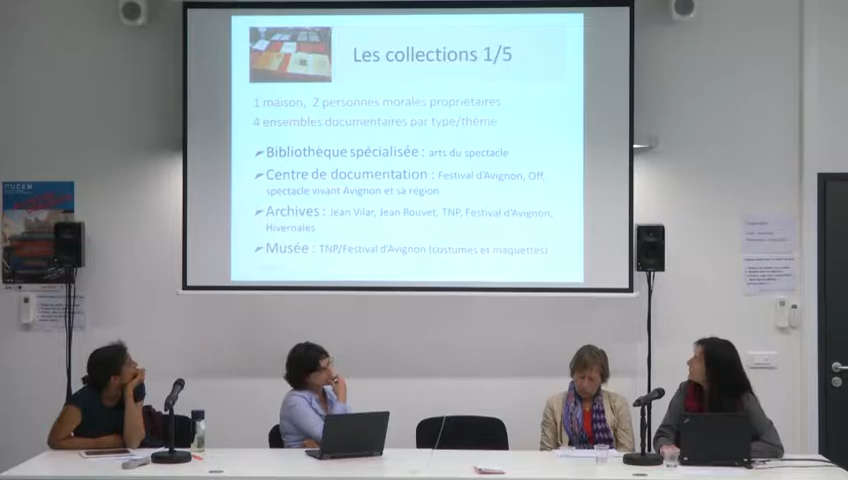 Les collections 1/5
1 maison, 2 personnes morales propriétaires
4 ensembles documentaires par type/thème
Bibliothèque spécialisée : arts du spectacle
Centre de documentation : Festival d'Avignon, Off,
spectacle vivant Avignon et sa région
Archives : Jean Vilar, Jean Rouvet, TNP, Festival d'Avignon,
Hivernales
Musée : TNP/Festival d'Avignon (costumes et maquettes)